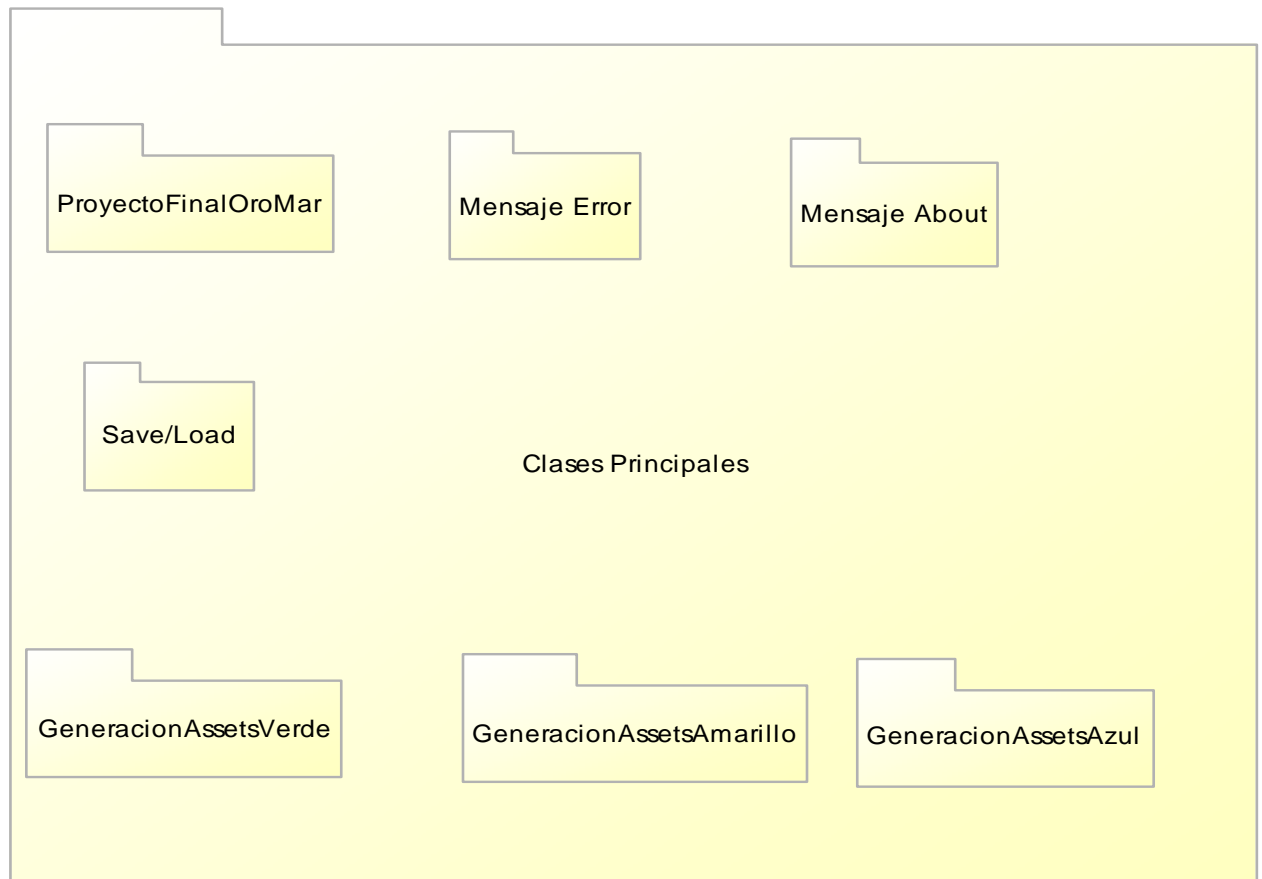 ProyectoFinalOroMar
Mensaje Error
Mensaje About
Save/Load
Clases Principales
GeneracionAssetsVerde
GeneracionAssetsAmarillo
GeneracionAssetsAzul